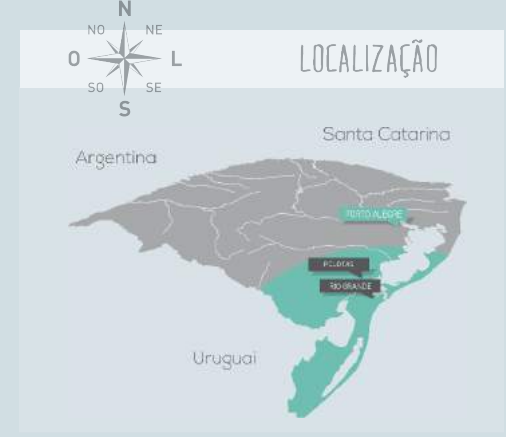 N
NO NE
O L
SO SE
S
LOCALIZAÇÃO
Santa Catarina
Argentina
PORTO ALEGRE
PELOTAS
RIO GRANDE
Uruguai